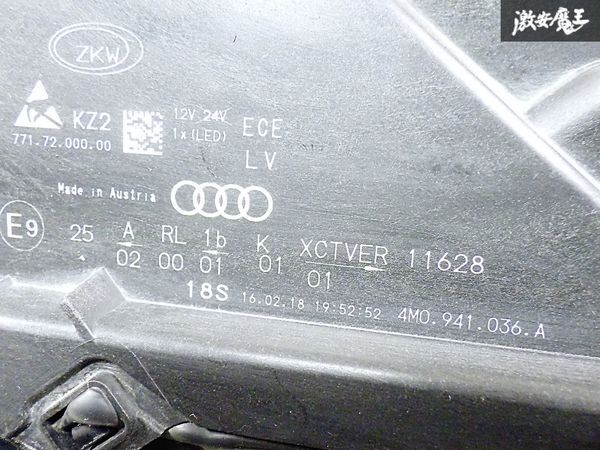 激安魔王
ZKW
KZ2
12V 24V
1x(LED)
ECE
771.72.000.00
LV
Made in Austria
E9 25 A RL 1b K XCTVER 11628
02 00 01 01 01
18S 16.02.18 19:52:52 4M0.941.036.A